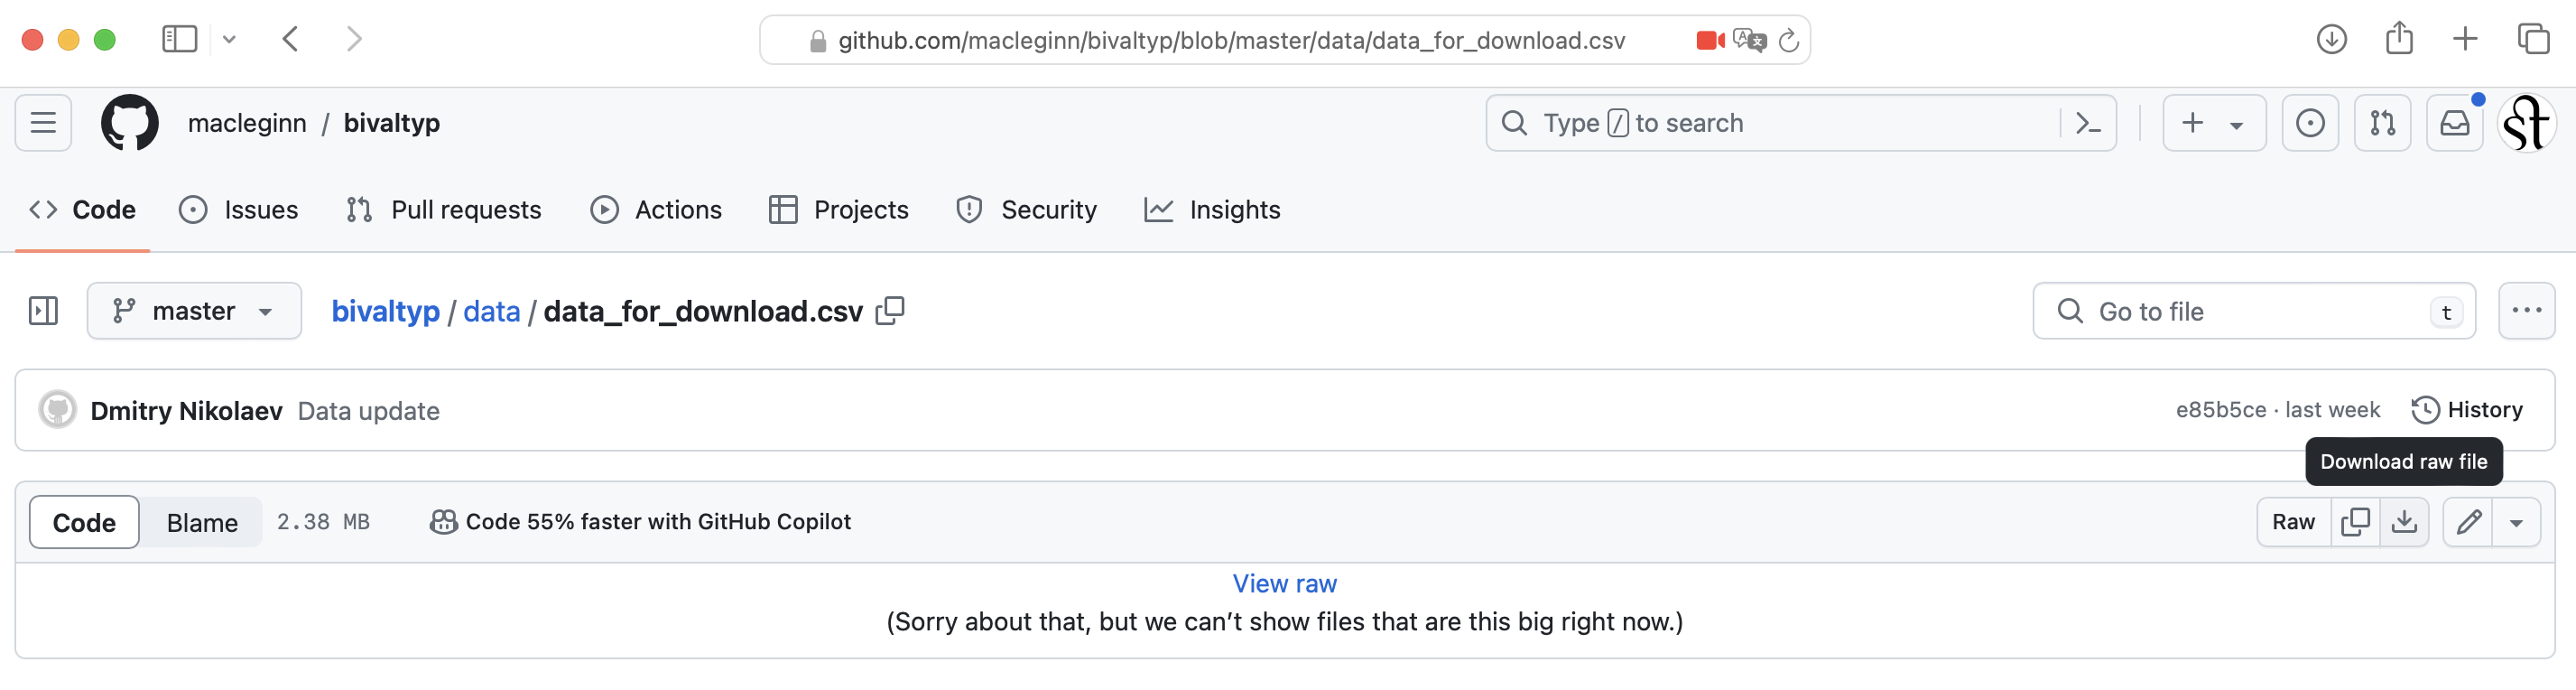 github.com/macleginn/bivaltyp/blob/master/data/data_for_download.csv
macleginn / bivaltyp
Type / to search
Code Issues Pull requests Actions Projects Security Insights
master bivaltyp / data / data_for_download.csv Go to file t
Dmitry Nikolaev Data update e85b5ce · last week History
Download raw file
Code Blame 2.38 MB Code 55% faster with GitHub Copilot Raw
View raw
(Sorry about that, but we can’t show files that are this big right now.)